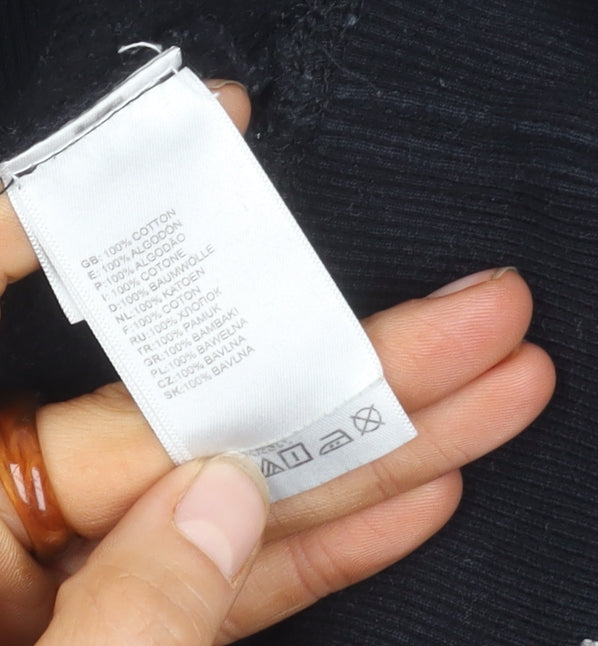 GB: 100% COTTON
E: 100% ALGODÓN
P: 100% ALGODÃO
I: 100% COTONE
D: 100% BAUMWOLLE
NL: 100% KATOEN
F: 100% COTON
RU: 100% ХЛОПОК
TR: 100% PAMUK
GR: 100% BAMBAKI
PL: 100% BAWEŁNA
CZ: 100% BAVLNA
SK: 100% BAVLNA